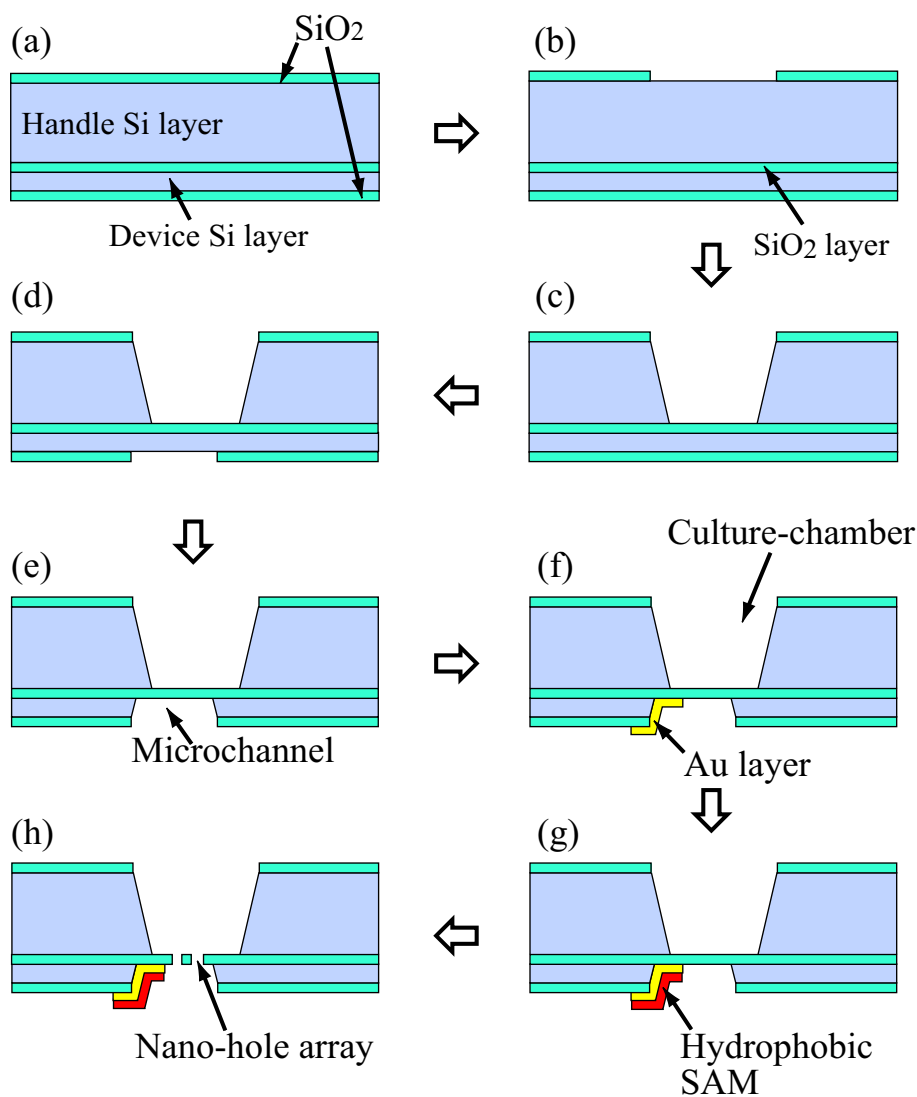 (a)
SiO2
(b)
Handle Si layer
Device Si layer
SiO2 layer
(d)
(c)
Culture-chamber
(e)
(f)
Microchannel
Au layer
(h)
(g)
Nano-hole array
Hydrophobic
SAM